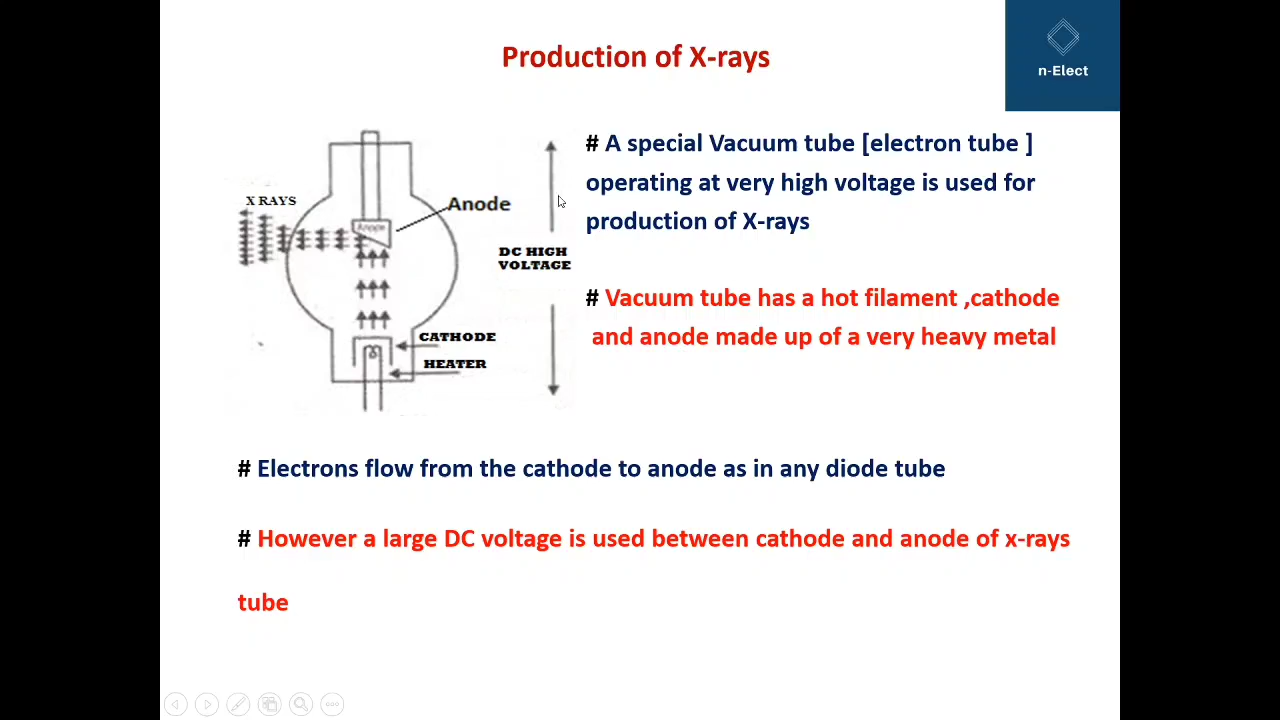 Production of X-rays
n-Elect
# A special Vacuum tube [electron tube ]
operating at very high voltage is used for
production of X-rays
X RAYS
Anode
Anode
DC HIGH
VOLTAGE
# Vacuum tube has a hot filament ,cathode
and anode made up of a very heavy metal
CATHODE
HEATER
# Electrons flow from the cathode to anode as in any diode tube
# However a large DC voltage is used between cathode and anode of x-rays
tube